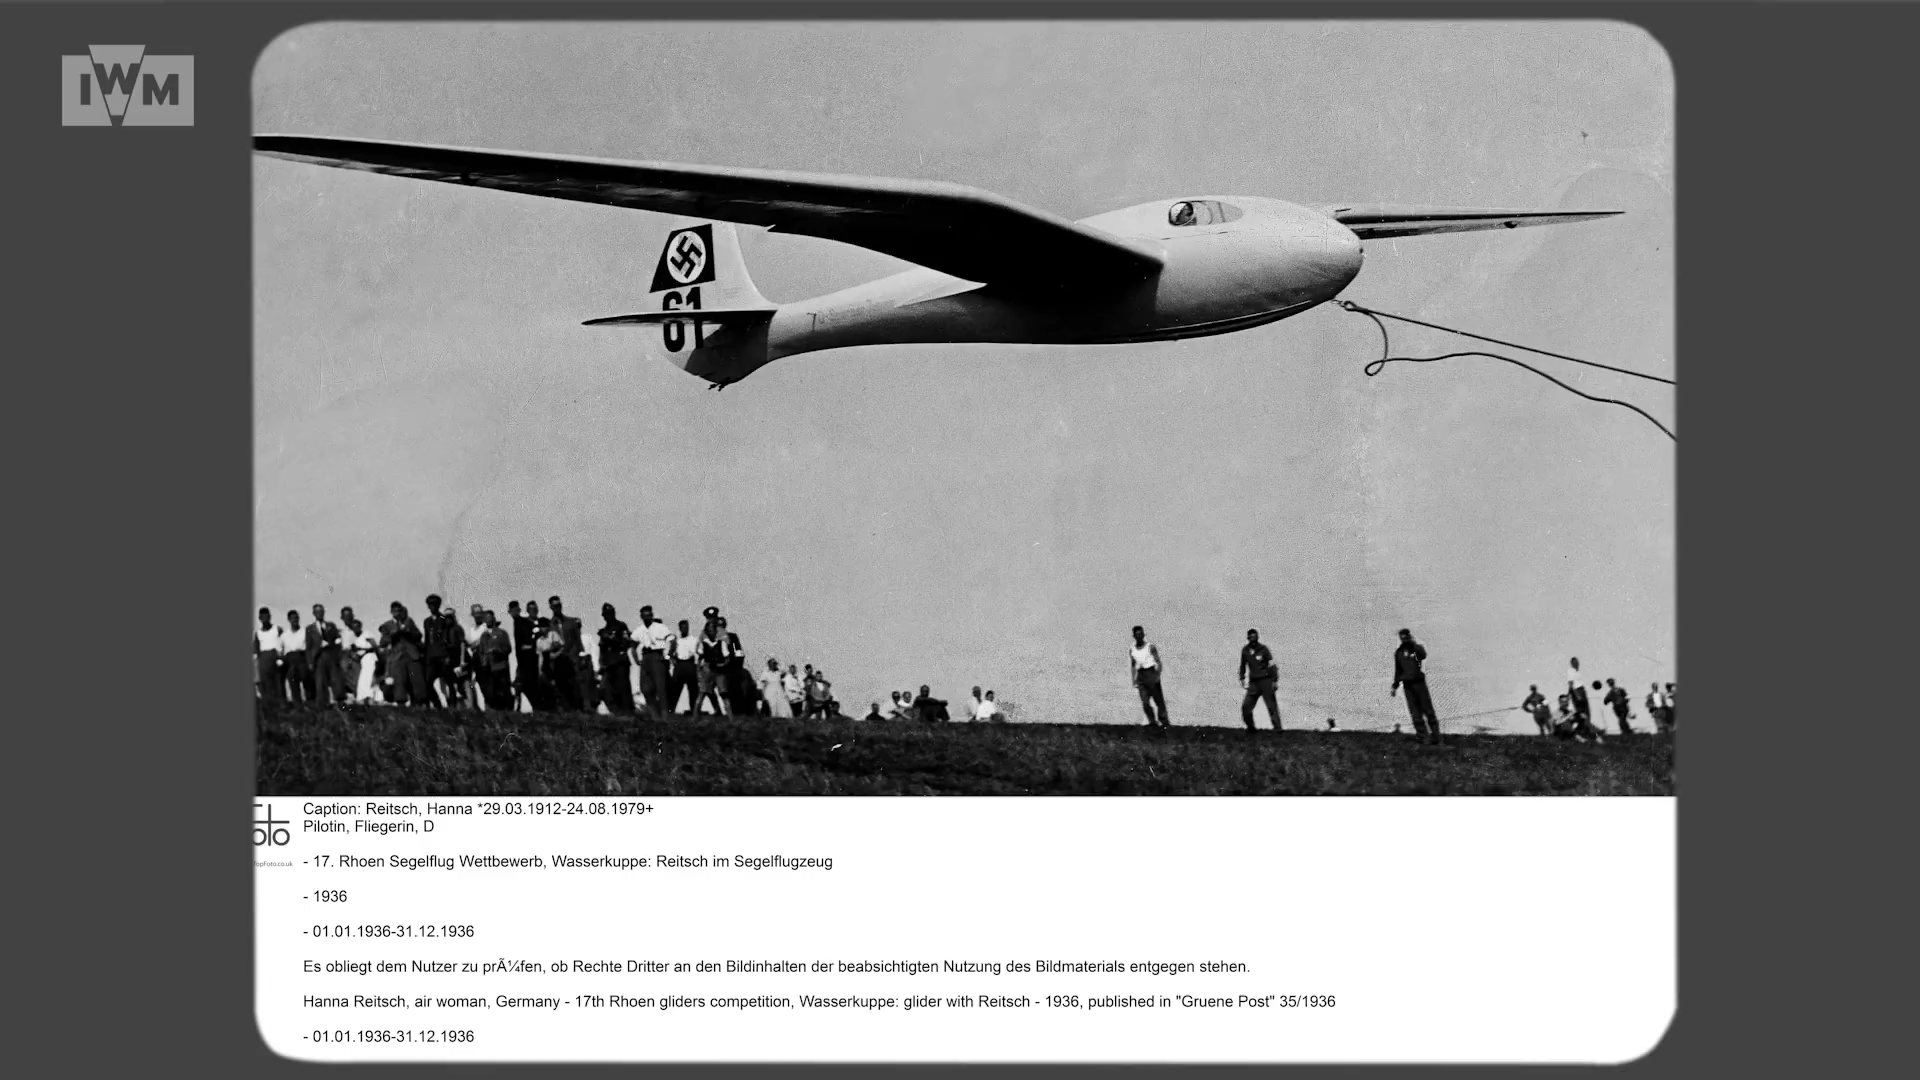 IWM
61
Caption: Reitsch, Hanna *29.03.1912-24.08.1979+
Pilotin, Fliegerin, D
- 17. Rhoen Segelflug Wettbewerb, Wasserkuppe: Reitsch im Segelflugzeug
- 1936
- 01.01.1936-31.12.1936
Es obliegt dem Nutzer zu prÃ¼fen, ob Rechte Dritter an den Bildinhalten der beabsichtigten Nutzung des Bildmaterials entgegen stehen.
Hanna Reitsch, air woman, Germany - 17th Rhoen gliders competition, Wasserkuppe: glider with Reitsch - 1936, published in "Gruene Post" 35/1936
- 01.01.1936-31.12.1936